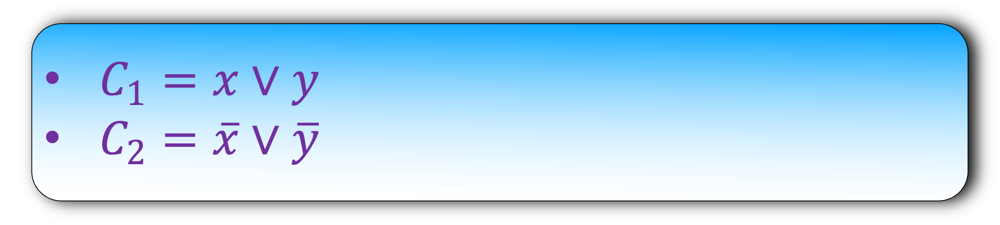 • C₁ = x ∨ y
• C₂ = x̅ ∨ y̅